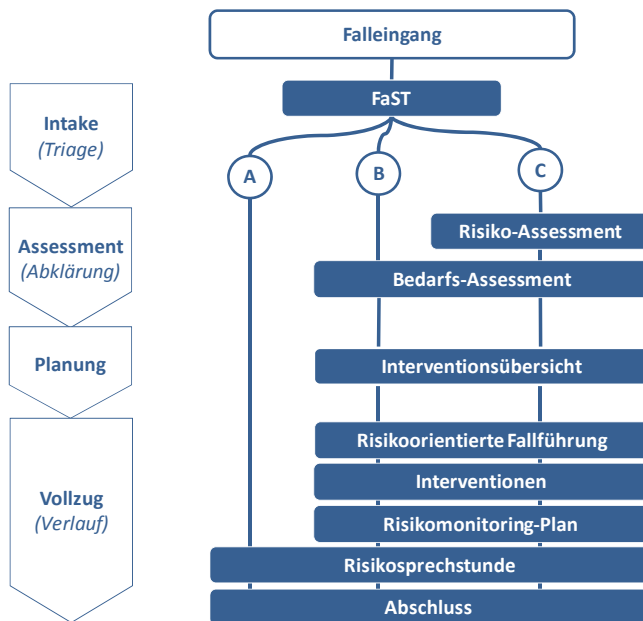 Falleingang
FaST
Intake
(Triage)
A
B
C
Assessment
(Abklärung)
Risiko-Assessment
Bedarfs-Assessment
Planung
Interventionsübersicht
Vollzug
(Verlauf)
Risikoorientierte Fallführung
Interventionen
Risikomonitoring-Plan
Risikosprechstunde
Abschluss